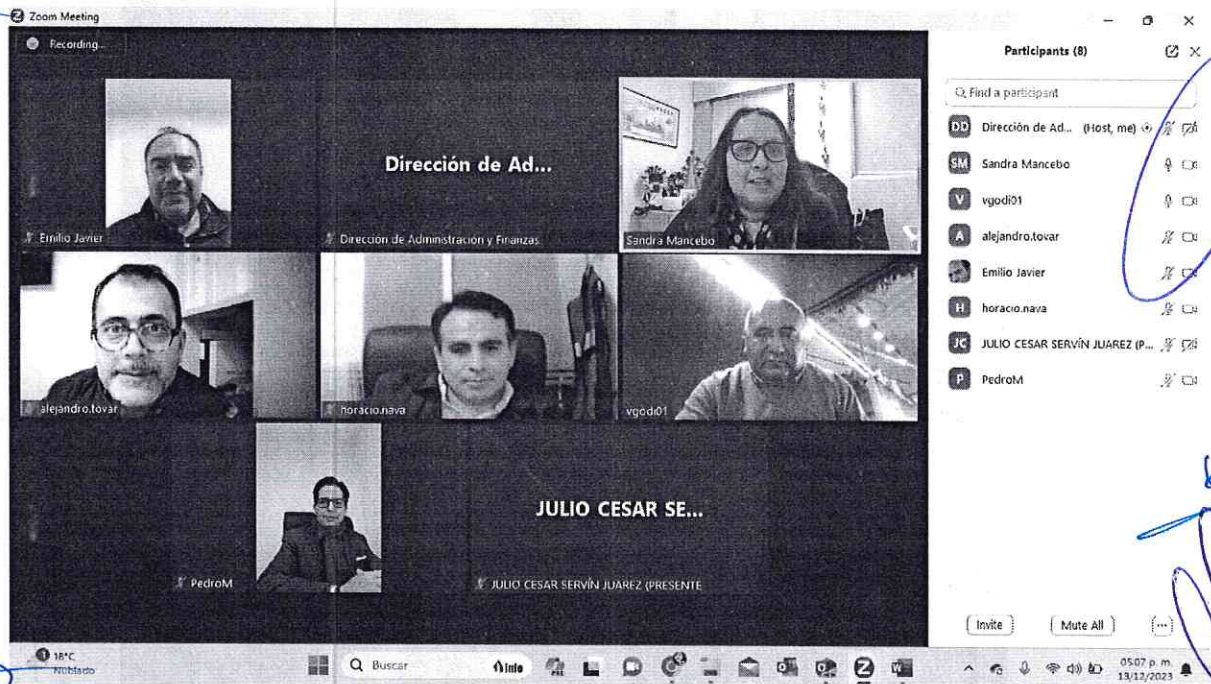 Zoom Meeting
Recording...
Emilio Javier
Dirección de Ad...
Dirección de Administración y Finanzas
Sandra Mancebo
alejandro.tovar
horacio.nava
vgodi01
PedroM
JULIO CESAR SE...
JULIO CESAR SERVÍN JUAREZ (PRESENTE
Participants (8)
Find a participant
DD Dirección de Ad... (Host, me)
SM Sandra Mancebo
V vgodi01
A alejandro.tovar
Emilio Javier
H horacio.nava
JC JULIO CESAR SERVÍN JUAREZ (P...
P PedroM
Invite Mute All ...
1 18°C
Nublado
Buscar
05:07 p. m.
13/12/2023